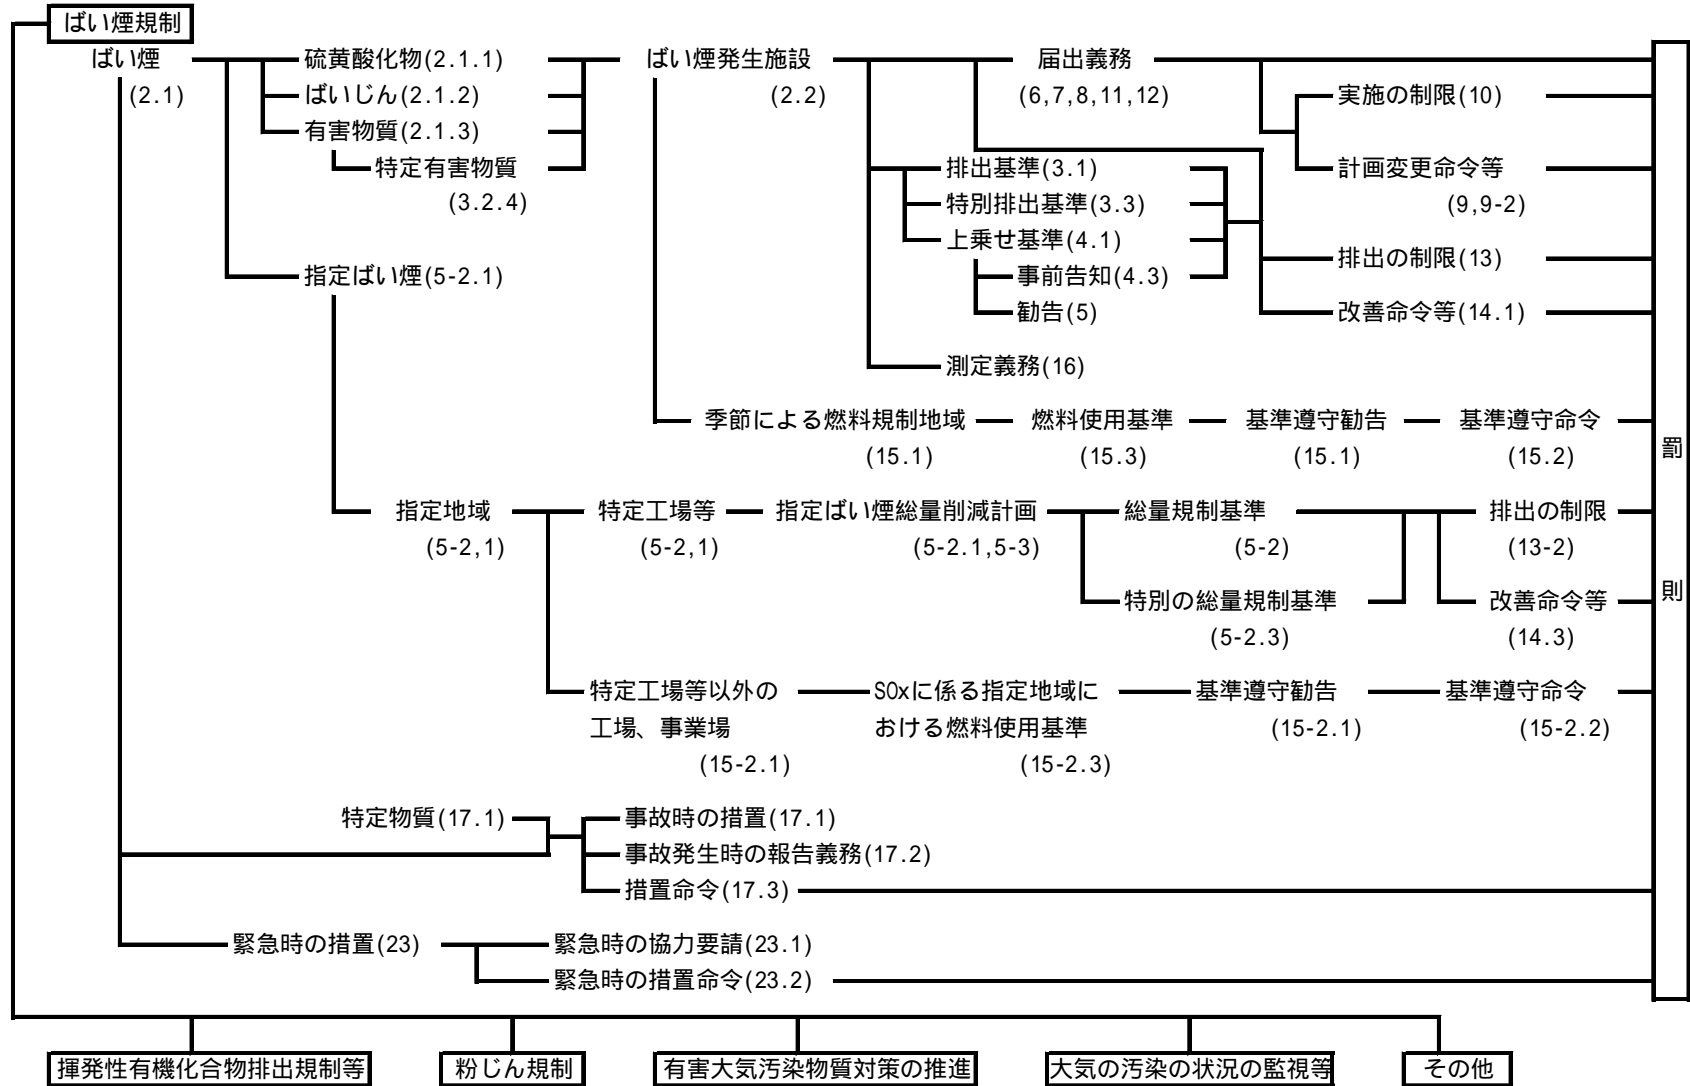 ばい煙規制
ばい煙 硫黄酸化物(2.1.1) ばい煙発生施設 届出義務
(2.1) ばいじん(2.1.2) (2.2) (6,7,8,11,12) 実施の制限(10)
有害物質(2.1.3)
特定有害物質 排出基準(3.1) 計画変更命令等
(3.2.4) 特別排出基準(3.3) (9,9-2)
上乗せ基準(4.1)
排出の制限(13)
指定ばい煙(5-2.1) 事前告知(4.3)
勧告(5) 改善命令等(14.1)
測定義務(16)
季節による燃料規制地域 燃料使用基準 基準遵守勧告 基準遵守命令
(15.1) (15.3) (15.1) (15.2)
罰
指定地域 特定工場等 指定ばい煙総量削減計画 総量規制基準 排出の制限
(5-2,1) (5-2,1) (5-2.1,5-3) (5-2) (13-2)
則
特別の総量規制基準 改善命令等
(5-2.3) (14.3)
特定工場等以外の SOxに係る指定地域に 基準遵守勧告 基準遵守命令
工場、事業場 おける燃料使用基準 (15-2.1) (15-2.2)
(15-2.1) (15-2.3)
特定物質(17.1) 事故時の措置(17.1)
事故発生時の報告義務(17.2)
措置命令(17.3)
緊急時の措置(23) 緊急時の協力要請(23.1)
緊急時の措置命令(23.2)
揮発性有機化合物排出規制等 粉じん規制 有害大気汚染物質対策の推進 大気の汚染の状況の監視等 その他